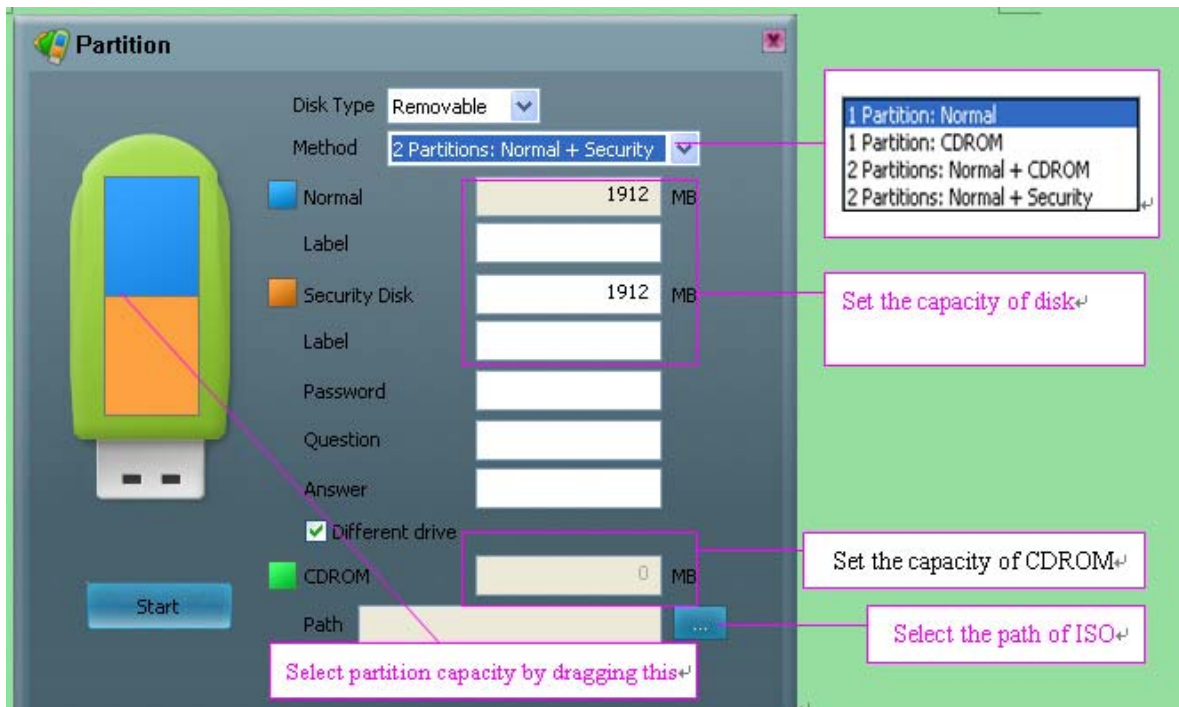 Partition
Disk Type Removable
Method 2 Partitions: Normal + Security
1 Partition: Normal
1 Partition: CDROM
2 Partitions: Normal + CDROM
2 Partitions: Normal + Security
Normal 1912 MB
Label
Security Disk 1912 MB
Set the capacity of disk
Label
Password
Question
Answer
Different drive
Set the capacity of CDROM
CDROM 0 MB
Start
Path ...
Select the path of ISO
Select partition capacity by dragging this